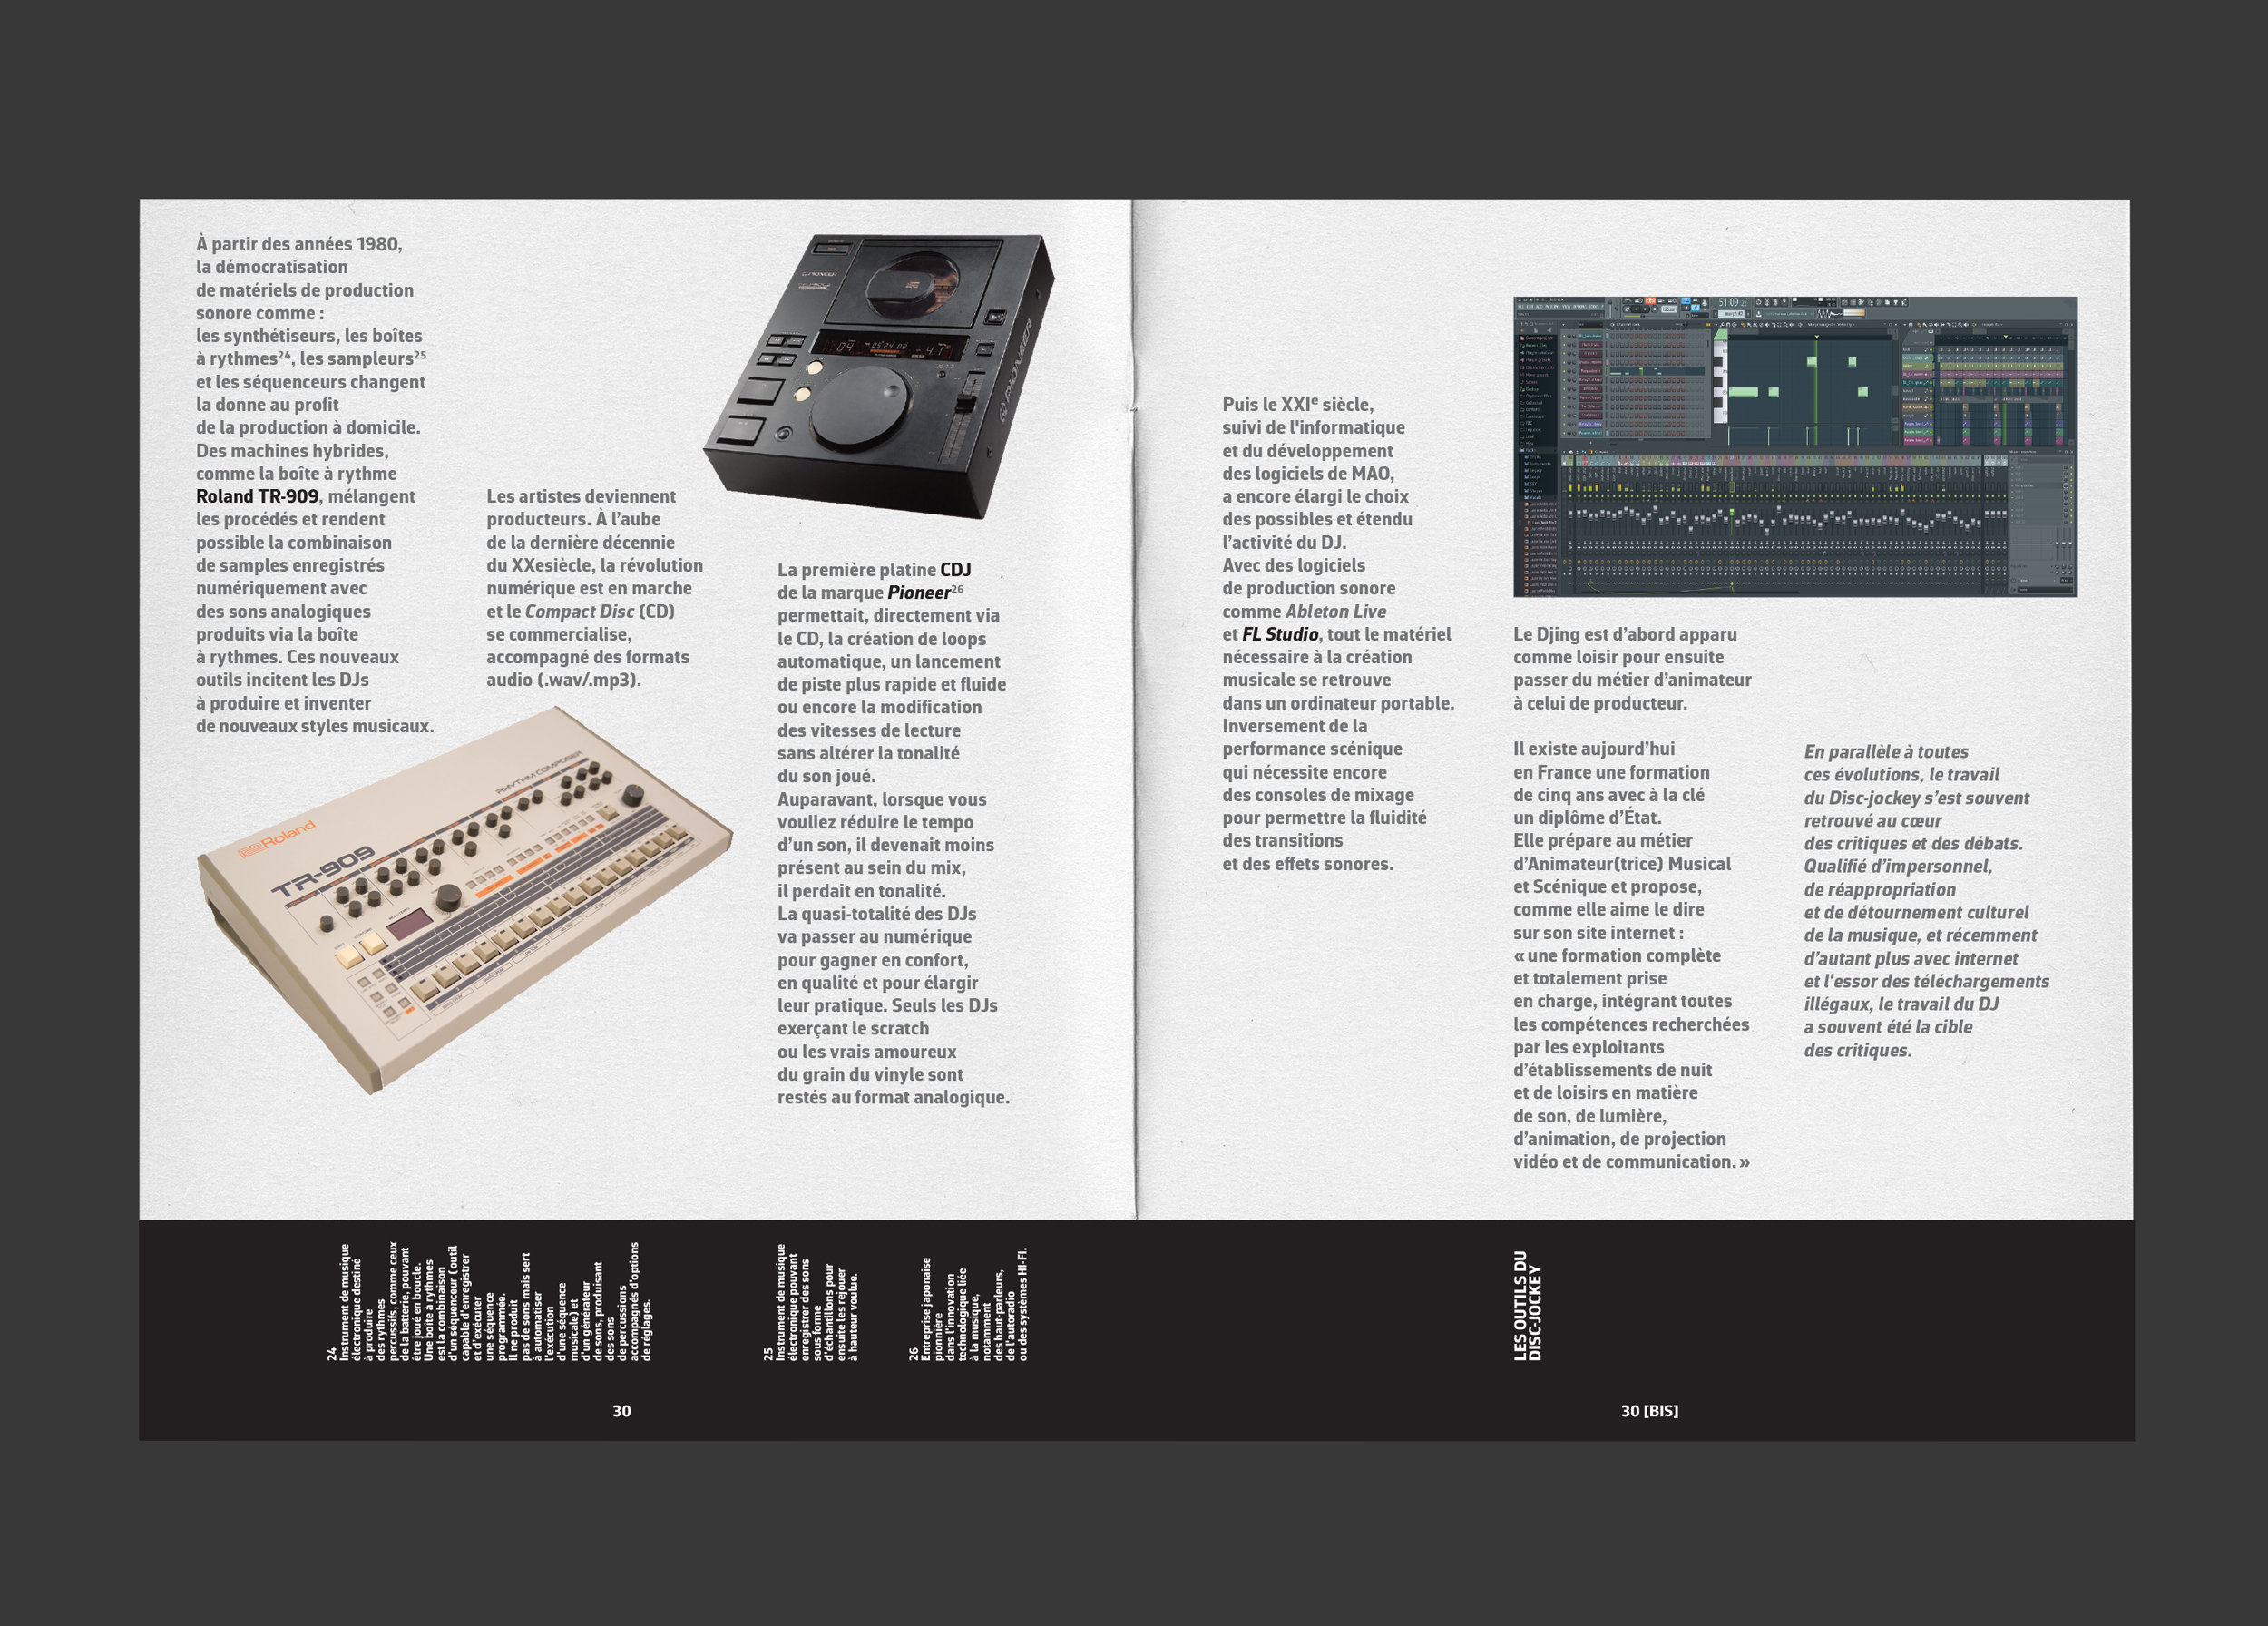 À partir des années 1980,
la démocratisation
de matériels de production
sonore comme :
les synthétiseurs, les boîtes
à rythmes²⁴, les sampleurs²⁵
et les séquenceurs changent
la donne au profit
de la production à domicile.
Des machines hybrides,
comme la boîte à rythme
Roland TR-909, mélangent
les procédés et rendent
possible la combinaison
de samples enregistrés
numériquement avec
des sons analogiques
produits via la boîte
à rythmes. Ces nouveaux
outils incitent les DJs
à produire et inventer
de nouveaux styles musicaux.
Roland
TR-909
RHYTHM COMPOSER
Les artistes deviennent
producteurs. À l’aube
de la dernière décennie
du XXesiècle, la révolution
numérique est en marche
et le Compact Disc (CD)
se commercialise,
accompagné des formats
audio (.wav/.mp3).
PIONEER
La première platine CDJ
de la marque Pioneer²⁶
permettait, directement via
le CD, la création de loops
automatique, un lancement
de piste plus rapide et fluide
ou encore la modification
des vitesses de lecture
sans altérer la tonalité
du son joué.
Auparavant, lorsque vous
vouliez réduire le tempo
d’un son, il devenait moins
présent au sein du mix,
il perdait en tonalité.
La quasi-totalité des DJs
va passer au numérique
pour gagner en confort,
en qualité et pour élargir
leur pratique. Seuls les DJs
exerçant le scratch
ou les vrais amoureux
du grain du vinyle sont
restés au format analogique.
Puis le XXIᵉ siècle,
suivi de l'informatique
et du développement
des logiciels de MAO,
a encore élargi le choix
des possibles et étendu
l’activité du DJ.
Avec des logiciels
de production sonore
comme Ableton Live
et FL Studio, tout le matériel
nécessaire à la création
musicale se retrouve
dans un ordinateur portable.
Inversement de la
performance scénique
qui nécessite encore
des consoles de mixage
pour permettre la fluidité
des transitions
et des effets sonores.
Le Djing est d’abord apparu
comme loisir pour ensuite
passer du métier d’animateur
à celui de producteur.
Il existe aujourd’hui
en France une formation
de cinq ans avec à la clé
un diplôme d’État.
Elle prépare au métier
d’Animateur(trice) Musical
et Scénique et propose,
comme elle aime le dire
sur son site internet :
« une formation complète
et totalement prise
en charge, intégrant toutes
les compétences recherchées
par les exploitants
d’établissements de nuit
et de loisirs en matière
de son, de lumière,
d’animation, de projection
vidéo et de communication. »
En parallèle à toutes
ces évolutions, le travail
du Disc-jockey s’est souvent
retrouvé au cœur
des critiques et des débats.
Qualifié d’impersonnel,
de réappropriation
et de détournement culturel
de la musique, et récemment
d’autant plus avec internet
et l'essor des téléchargements
illégaux, le travail du DJ
a souvent été la cible
des critiques.
24
Instrument de musique
électronique destiné
à produire
des rythmes
percussifs, comme ceux
de la batterie, pouvant
être joué en boucle.
Une boîte à rythmes
est la combinaison
d'un séquenceur ( outil
capable d'enregistrer
et d'exécuter
une séquence
programmée.
Il ne produit
pas de sons mais sert
à automatiser
l'exécution
d'une séquence
musicale) et
d'un générateur
de sons, produisant
des sons
de percussions
accompagnés d'options
de réglages.
25
Instrument de musique
électronique pouvant
enregistrer des sons
sous forme
d'échantillons pour
ensuite les rejouer
à hauteur voulue.
26
Entreprise japonaise
pionnière
dans l'innovation
technologique liée
à la musique,
notamment
des haut-parleurs,
de l'autoradio
ou des systèmes HI-FI.
LES OUTILS DU
DISC-JOCKEY
30
30 [BIS]